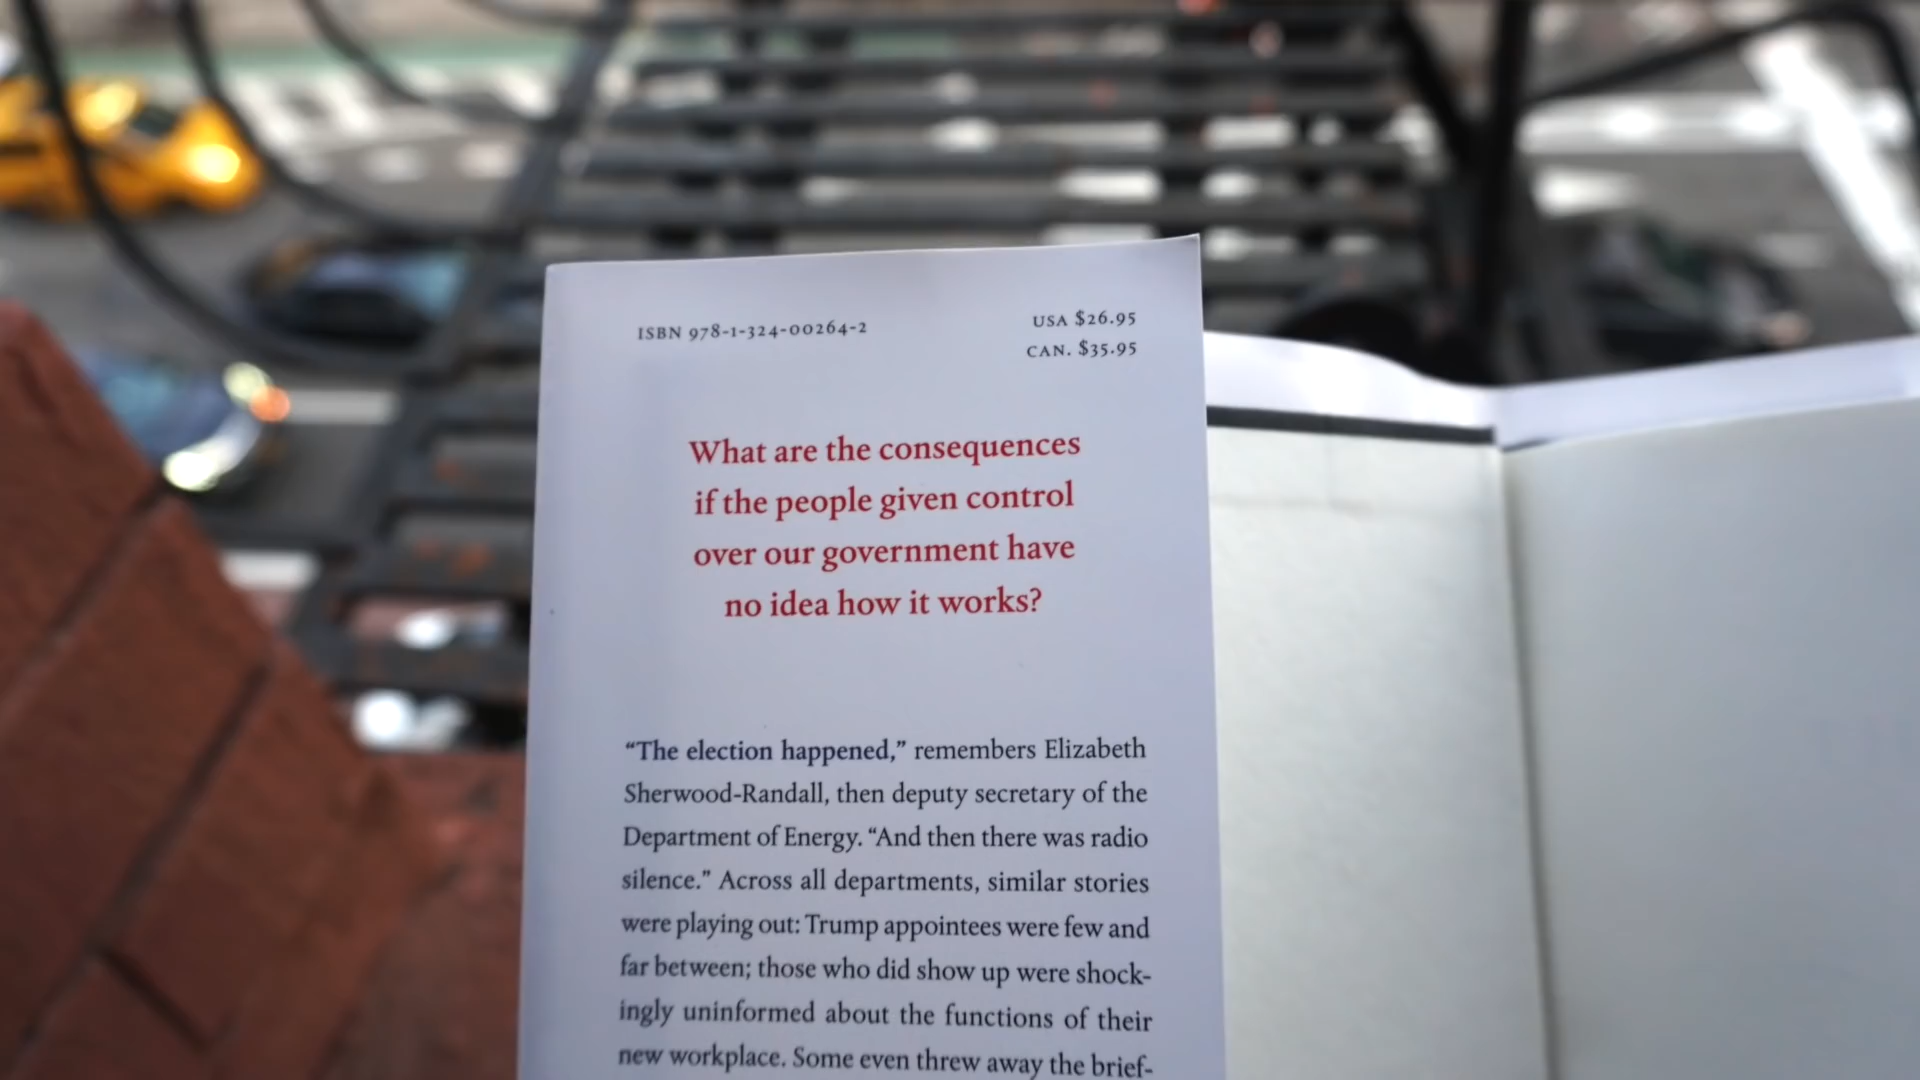 ISBN 978-1-324-00264-2
USA $26.95
CAN. $35.95
What are the consequences
if the people given control
over our government have
no idea how it works?
“The election happened,” remembers Elizabeth
Sherwood-Randall, then deputy secretary of the
Department of Energy. “And then there was radio
silence.” Across all departments, similar stories
were playing out: Trump appointees were few and
far between; those who did show up were shock-
ingly uninformed about the functions of their
new workplace. Some even threw away the brief-